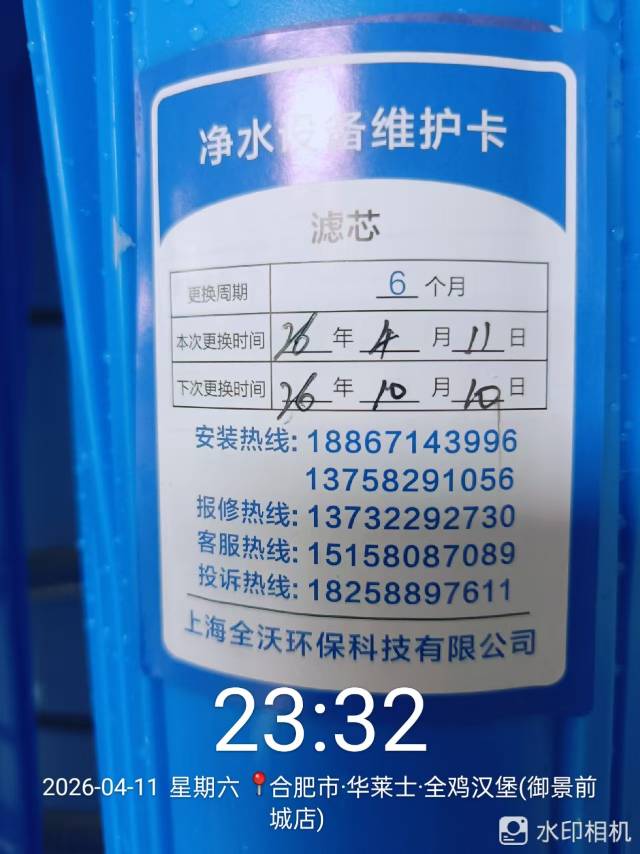 净水设备维护卡
滤芯
更换周期 6 个月
本次更换时间 26 年 4 月 11 日
下次更换时间 26 年 10 月 10 日
安装热线: 18867143996
13758291056
报修热线: 13732292730
客服热线: 15158087089
投诉热线: 18258897611
上海全沃环保科技有限公司
23:32
2026-04-11 星期六 📍合肥市·华莱士·全鸡汉堡(御景前
城店)
水印相机